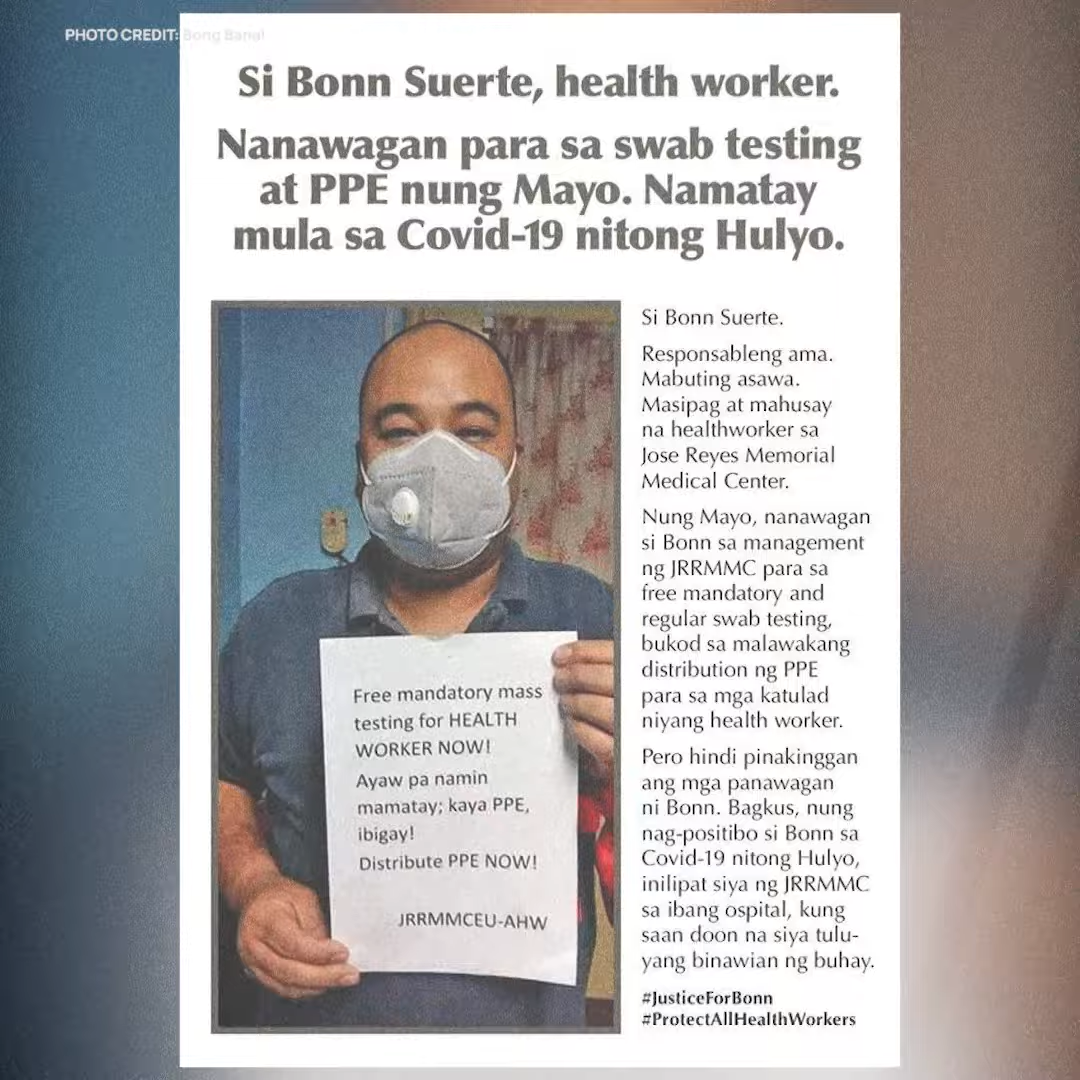 PHOTO CREDIT: Bong Banal
Si Bonn Suerte, health worker.
Nanawagan para sa swab testing
at PPE nung Mayo. Namatay
mula sa Covid-19 nitong Hulyo.
Free mandatory mass
testing for HEALTH
WORKER NOW!
Ayaw pa namin
mamatay; kaya PPE,
ibigay!
Distribute PPE NOW!
JRRMMCEU-AHW
Si Bonn Suerte.
Responsableng ama.
Mabuting asawa.
Masipag at mahusay
na healthworker sa
Jose Reyes Memorial
Medical Center.
Nung Mayo, nanawagan
si Bonn sa management
ng JRRMMC para sa
free mandatory and
regular swab testing,
bukod sa malawakang
distribution ng PPE
para sa mga katulad
niyang health worker.
Pero hindi pinakinggan
ang mga panawagan
ni Bonn. Bagkus, nung
nag-positibo si Bonn sa
Covid-19 nitong Hulyo,
inilipat siya ng JRRMMC
sa ibang ospital, kung
saan doon na siya tulu-
yang binawian ng buhay.
#JusticeForBonn
#ProtectAllHealthWorkers